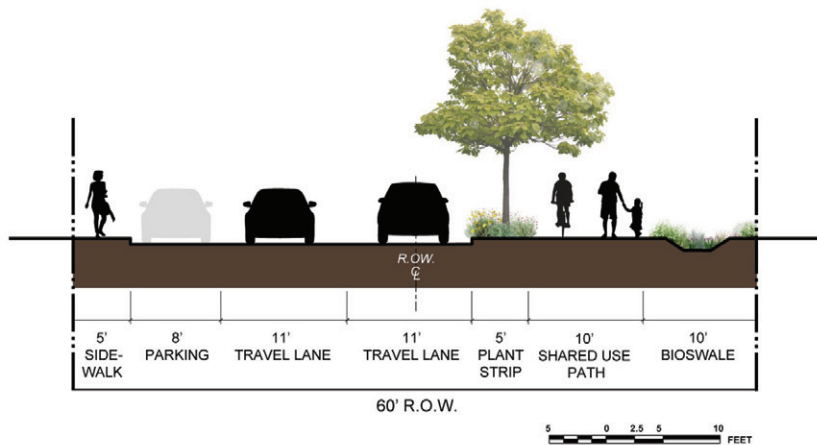 R.O.W.
℄
5' 8' 11' 11' 5' 10' 10'
SIDE- PARKING TRAVEL LANE TRAVEL LANE PLANT SHARED USE BIOSWALE
WALK STRIP PATH
60' R.O.W.
5 0 2.5 5 10
FEET